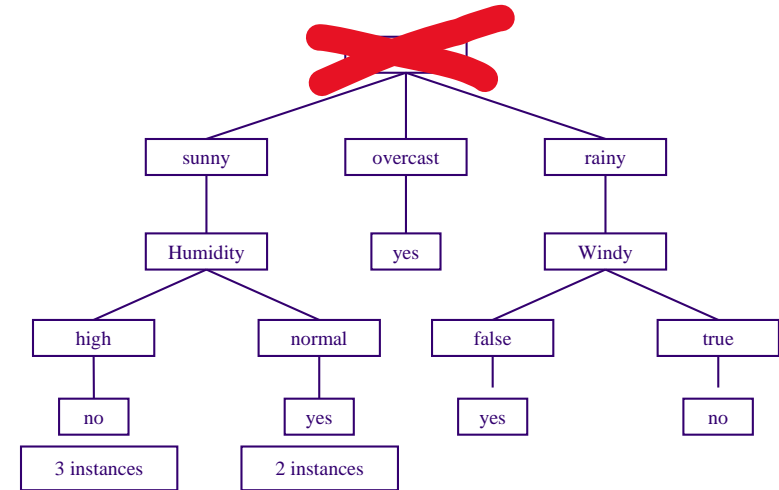 sunny
overcast
rainy
Humidity
yes
Windy
high
normal
false
true
no
yes
yes
no
3 instances
2 instances